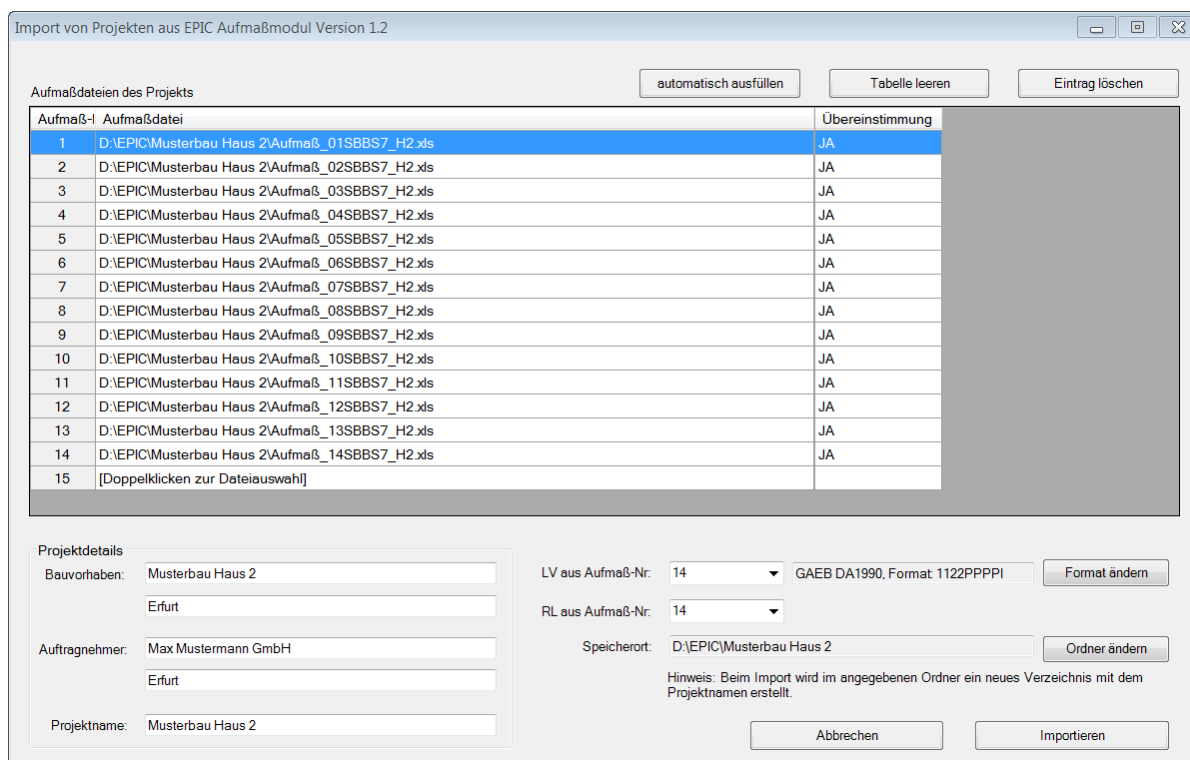 Import von Projekten aus EPIC Aufmaßmodul Version 1.2
automatisch ausfüllen Tabelle leeren Eintrag löschen
Aufmaßdateien des Projekts
Aufmaß-I Aufmaßdatei Übereinstimmung
1 D:\EPIC\Musterbau Haus 2\Aufmaß_01SBBS7_H2.xls JA
2 D:\EPIC\Musterbau Haus 2\Aufmaß_02SBBS7_H2.xls JA
3 D:\EPIC\Musterbau Haus 2\Aufmaß_03SBBS7_H2.xls JA
4 D:\EPIC\Musterbau Haus 2\Aufmaß_04SBBS7_H2.xls JA
5 D:\EPIC\Musterbau Haus 2\Aufmaß_05SBBS7_H2.xls JA
6 D:\EPIC\Musterbau Haus 2\Aufmaß_06SBBS7_H2.xls JA
7 D:\EPIC\Musterbau Haus 2\Aufmaß_07SBBS7_H2.xls JA
8 D:\EPIC\Musterbau Haus 2\Aufmaß_08SBBS7_H2.xls JA
9 D:\EPIC\Musterbau Haus 2\Aufmaß_09SBBS7_H2.xls JA
10 D:\EPIC\Musterbau Haus 2\Aufmaß_10SBBS7_H2.xls JA
11 D:\EPIC\Musterbau Haus 2\Aufmaß_11SBBS7_H2.xls JA
12 D:\EPIC\Musterbau Haus 2\Aufmaß_12SBBS7_H2.xls JA
13 D:\EPIC\Musterbau Haus 2\Aufmaß_13SBBS7_H2.xls JA
14 D:\EPIC\Musterbau Haus 2\Aufmaß_14SBBS7_H2.xls JA
15 [Doppelklicken zur Dateiauswahl]
Projektdetails
Bauvorhaben: Musterbau Haus 2
Erfurt
Auftragnehmer: Max Mustermann GmbH
Erfurt
Projektname: Musterbau Haus 2
LV aus Aufmaß-Nr: 14 GAEB DA1990, Format: 1122PPPPI Format ändern
RL aus Aufmaß-Nr: 14
Speicherort: D:\EPIC\Musterbau Haus 2 Ordner ändern
Hinweis: Beim Import wird im angegebenen Ordner ein neues Verzeichnis mit dem
Projektnamen erstellt.
Abbrechen Importieren